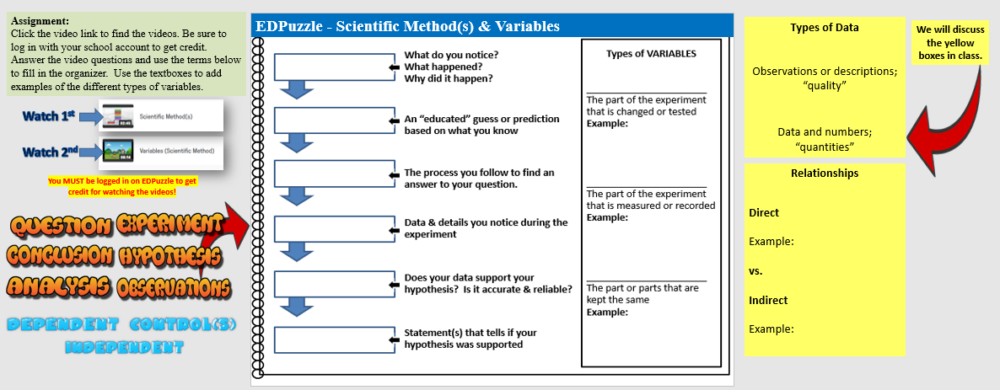 Assignment:
Click the video link to find the videos. Be sure to
log in with your school account to get credit.
Answer the video questions and use the terms below
to fill in the organizer.  Use the textboxes to add
examples of the different types of variables.
Watch 1st
Scientific Method(s)
Watch 2nd
Variables (Scientific Method)
You MUST be logged in on EDPuzzle to get
credit for watching the videos!
QUESTION EXPERIMENT
CONCLUSION HYPOTHESIS
ANALYSIS OBSERVATIONS
DEPENDENT CONTROL(S)
INDEPENDENT
EDPuzzle - Scientific Method(s) & Variables
What do you notice?
What happened?
Why did it happen?
An “educated” guess or prediction
based on what you know
The process you follow to find an
answer to your question.
Data & details you notice during the
experiment
Does your data support your
hypothesis?  Is it accurate & reliable?
Statement(s) that tells if your
hypothesis was supported
Types of VARIABLES
The part of the experiment
that is changed or tested
Example:
The part of the experiment
that is measured or recorded
Example:
The part or parts that are
kept the same
Example:
Types of Data
Observations or descriptions;
“quality”
Data and numbers;
“quantities”
Relationships
Direct
Example:
vs.
Indirect
Example:
We will discuss
the yellow
boxes in class.